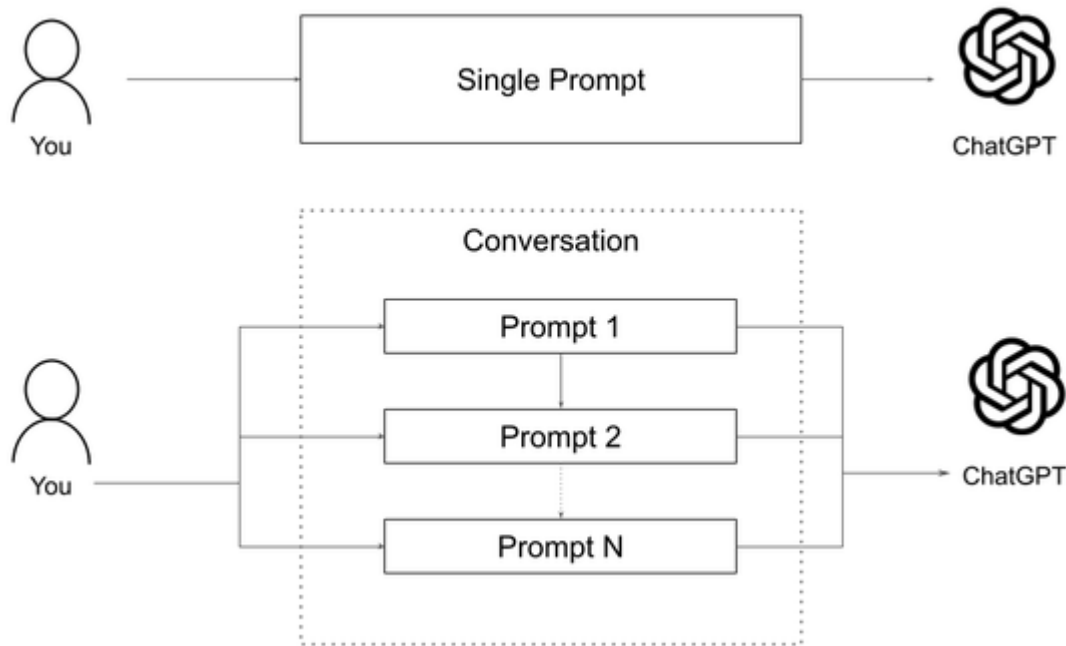 Single Prompt
You
ChatGPT
Conversation
Prompt 1
Prompt 2
You
ChatGPT
Prompt N